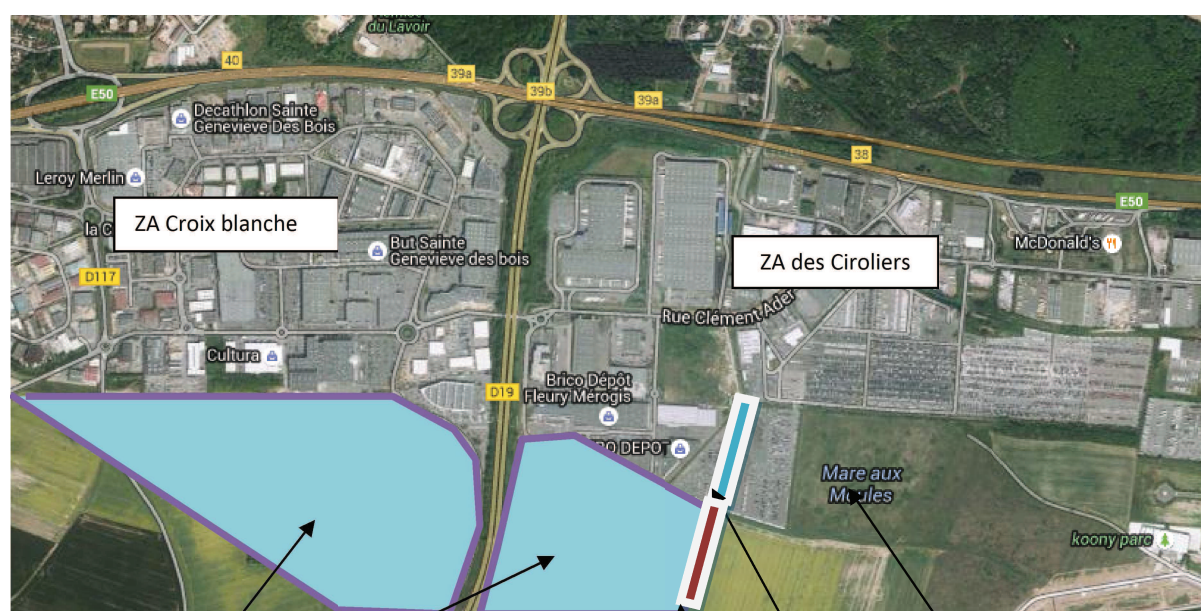 du Lavoir
40
39a
39b
39a
E50
Decathlon Sainte
Genevieve Des Bois
38
Leroy Merlin
E50
ZA Croix blanche
la C
But Sainte
Genevieve des bois
McDonald's
ZA des Ciroliers
D117
Rue Clément Ader
Cultura
D19
Brico Dépôt
Fleury Mérogis
O DEPOT
Mare aux
Moules
koony parc